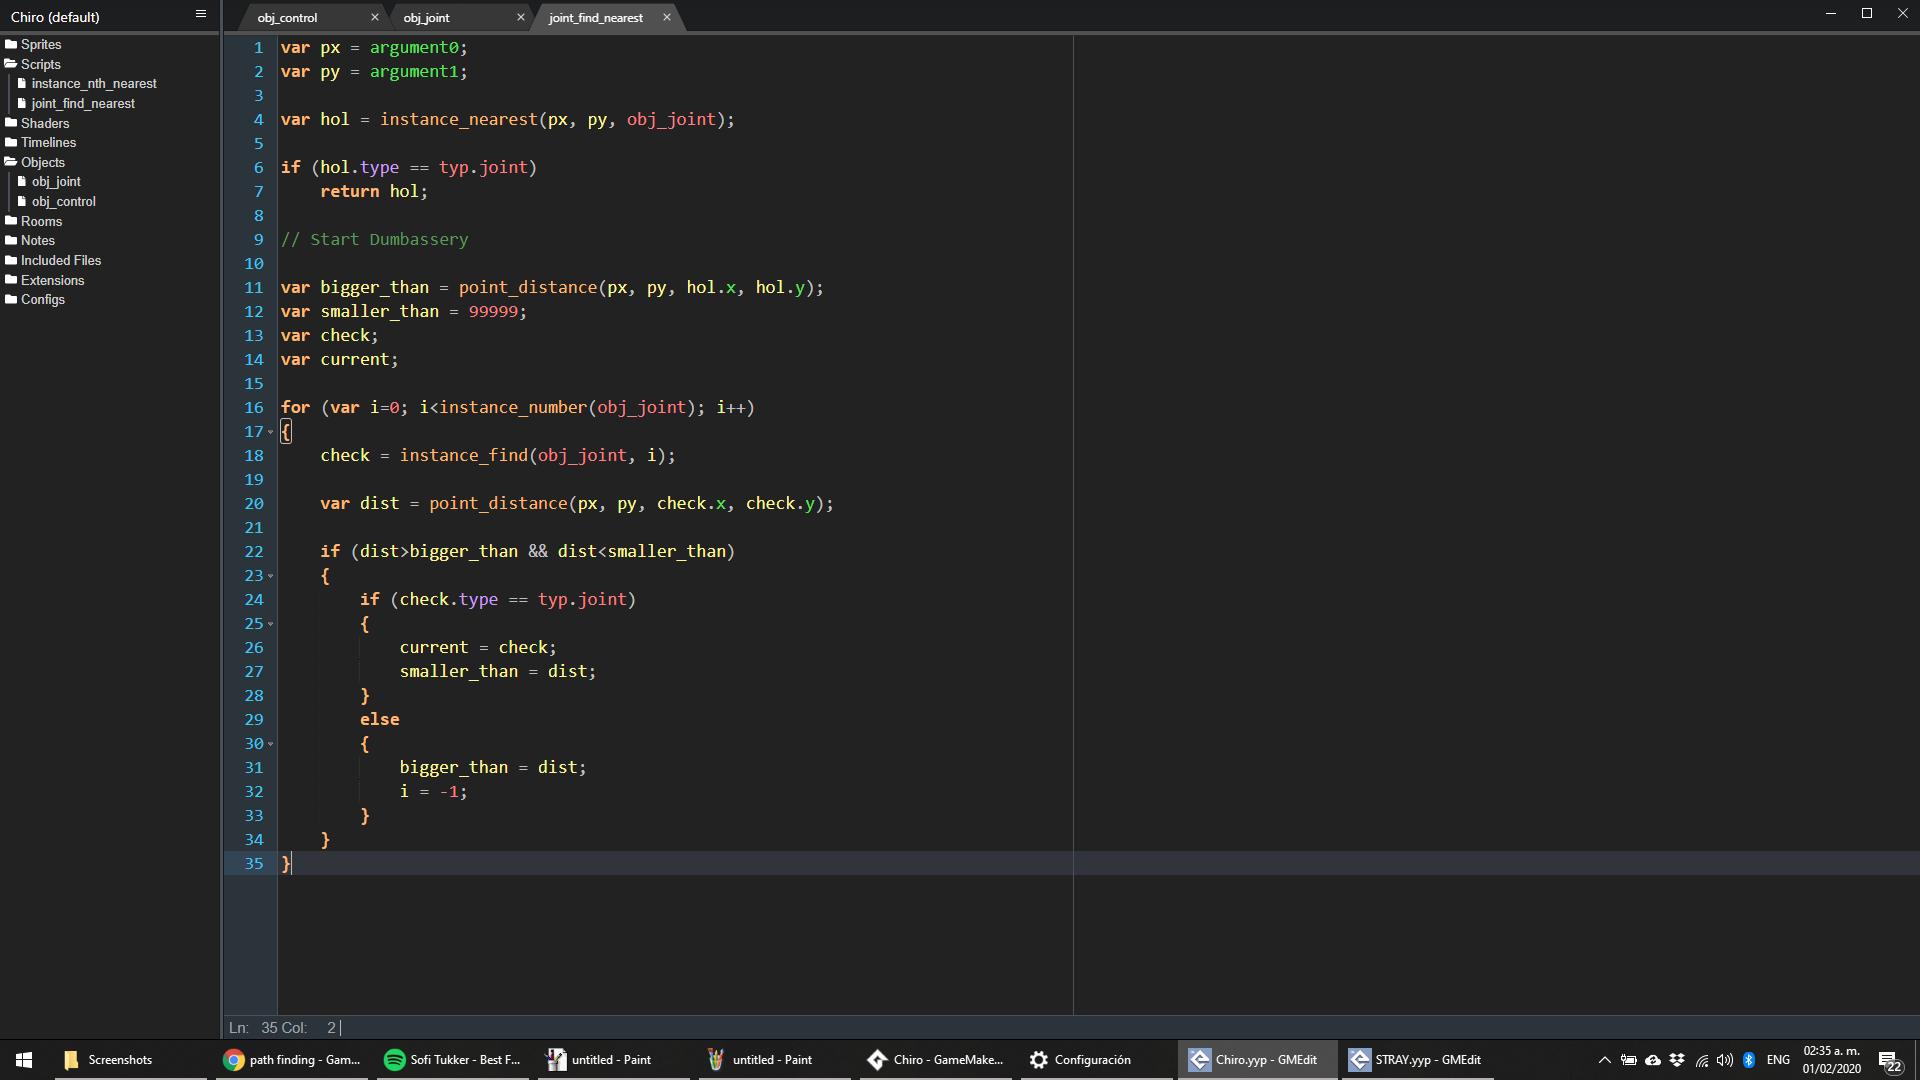 Chiro (default)
obj_control
obj_joint
joint_find_nearest
Sprites
Scripts
instance_nth_nearest
joint_find_nearest
Shaders
Timelines
Objects
obj_joint
obj_control
Rooms
Notes
Included Files
Extensions
Configs
1 var px = argument0;
2 var py = argument1;
3
4 var hol = instance_nearest(px, py, obj_joint);
5
6 if (hol.type == typ.joint)
7 return hol;
8
9 // Start Dumbassery
10
11 var bigger_than = point_distance(px, py, hol.x, hol.y);
12 var smaller_than = 99999;
13 var check;
14 var current;
15
16 for (var i=0; i<instance_number(obj_joint); i++)
17 {
18 check = instance_find(obj_joint, i);
19
20 var dist = point_distance(px, py, check.x, check.y);
21
22 if (dist>bigger_than && dist<smaller_than)
23 {
24 if (check.type == typ.joint)
25 {
26 current = check;
27 smaller_than = dist;
28 }
29 else
30 {
31 bigger_than = dist;
32 i = -1;
33 }
34 }
35 }
Ln: 35 Col: 2
Screenshots
path finding - Gam...
Sofi Tukker - Best F...
untitled - Paint
untitled - Paint
Chiro - GameMake...
Configuración
Chiro.yyp - GMEdit
STRAY.yyp - GMEdit
ENG
02:35 a. m.
01/02/2020
22